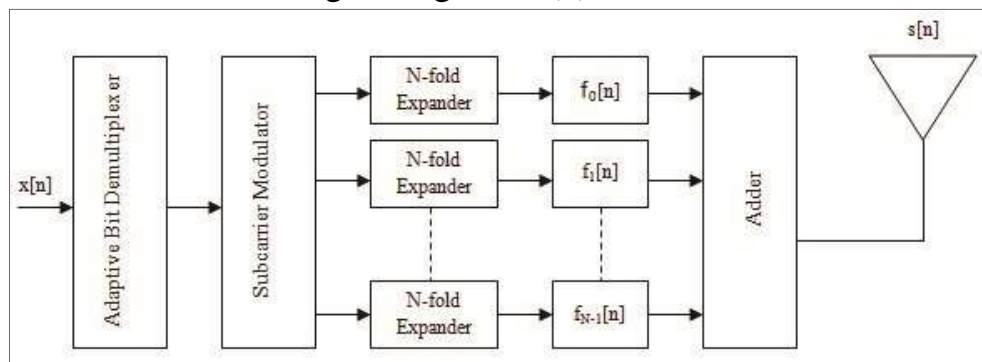 s[n]
x[n]
Adaptive Bit Demultiplexer
Subcarrier Modulator
N-fold
Expander
f0[n]
N-fold
Expander
f1[n]
N-fold
Expander
fN-1[n]
Adder